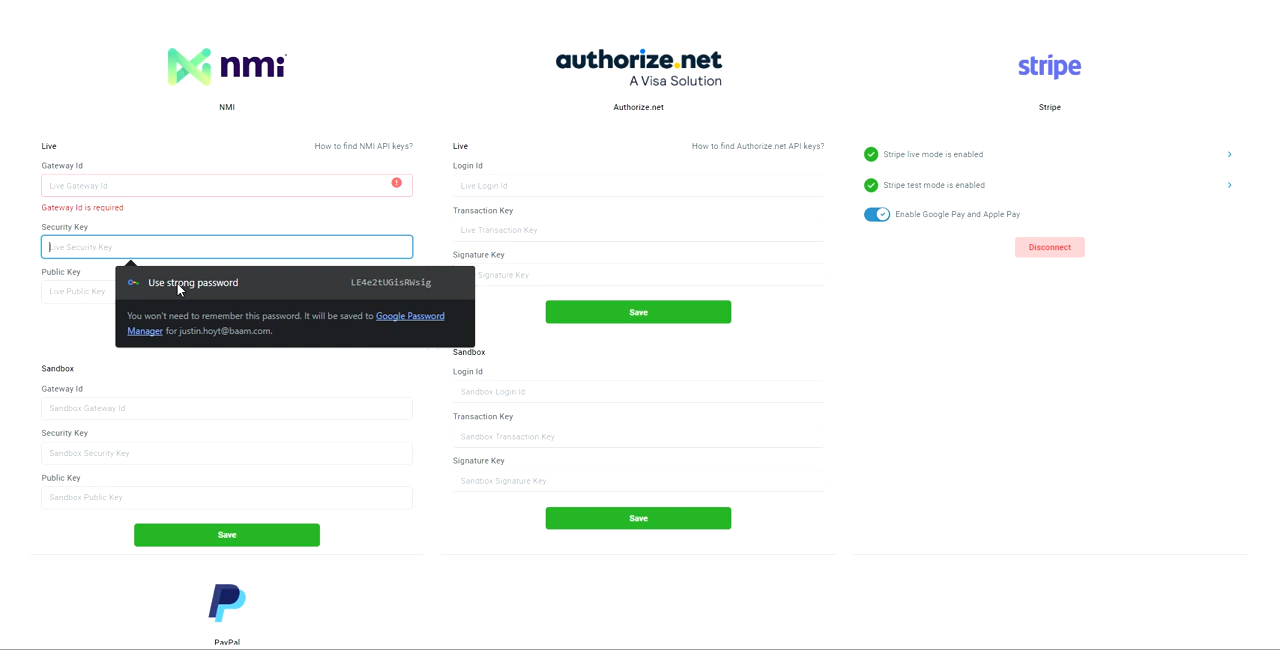 nmi
NMI
Live
How to find NMI API keys?
Gateway Id
Live Gateway Id
Gateway Id is required
Security Key
Live Security Key
Public Key
Live Public Key
Use strong password
LE4e2tUGisRWsig
You won't need to remember this password. It will be saved to Google Password
Manager for justin.hoyt@baam.com.
Sandbox
Gateway Id
Sandbox Gateway Id
Security Key
Sandbox Security Key
Public Key
Sandbox Public Key
Save
PayPal
authorize.net
A Visa Solution
Authorize.net
Live
How to find Authorize.net API keys?
Login Id
Live Login Id
Transaction Key
Live Transaction Key
Signature Key
Signature Key
Save
Sandbox
Login Id
Sandbox Login Id
Transaction Key
Sandbox Transaction Key
Signature Key
Sandbox Signature Key
Save
stripe
Stripe
Stripe live mode is enabled
Stripe test mode is enabled
Enable Google Pay and Apple Pay
Disconnect